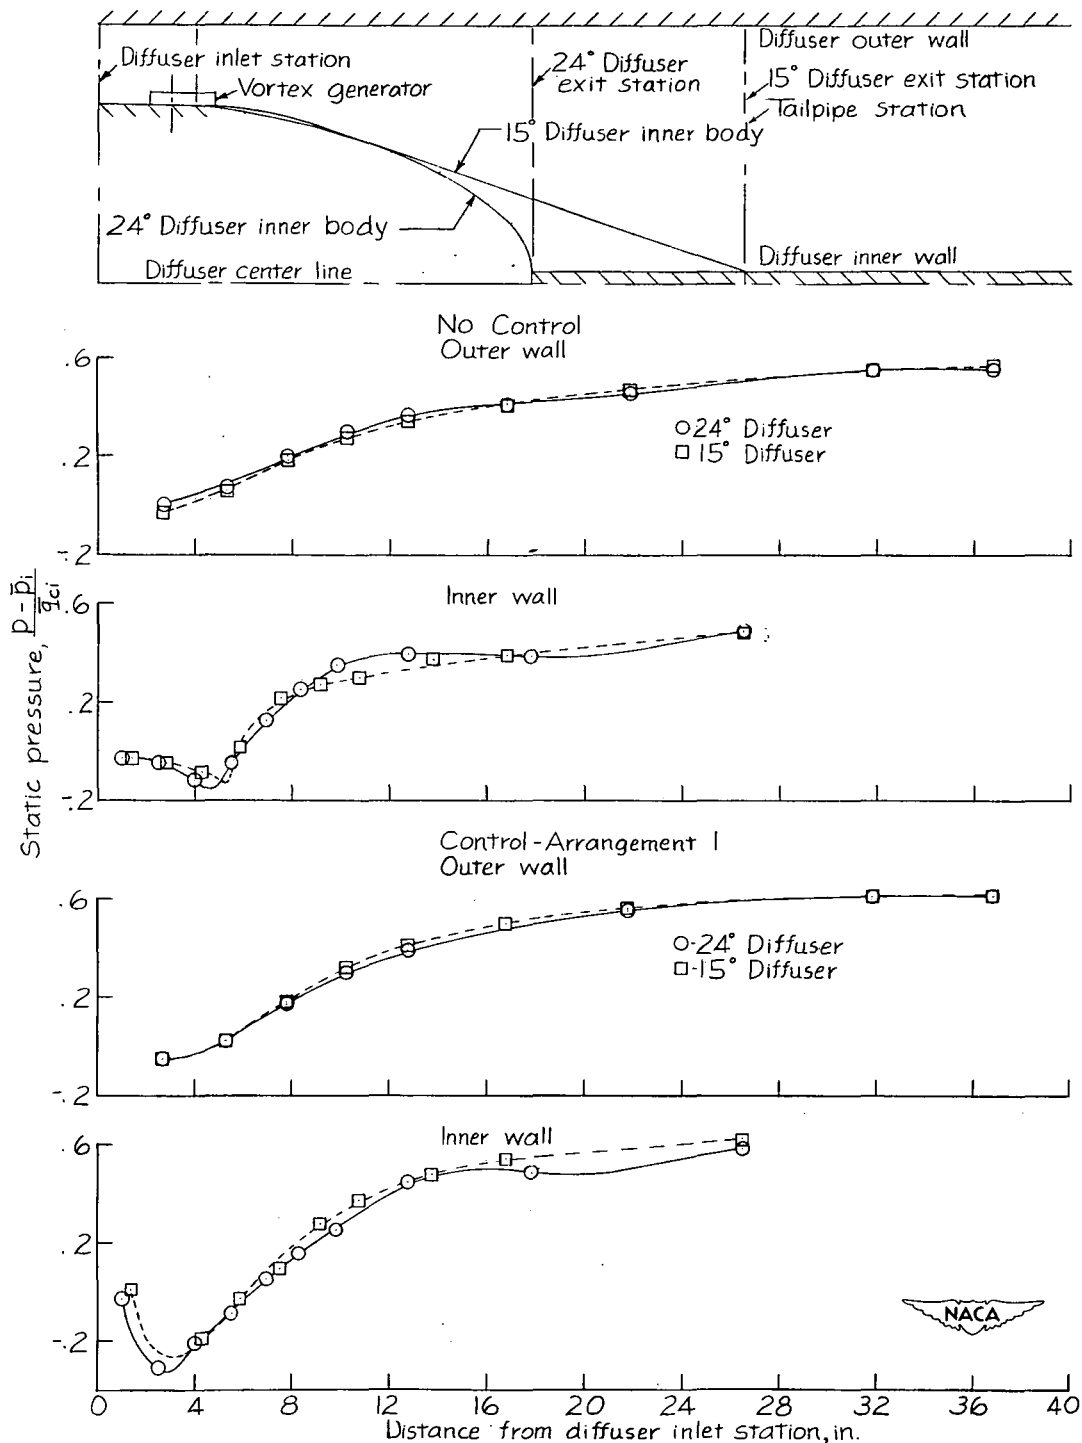 Diffuser outer wall
Diffuser inlet station
24° Diffuser
exit station
15° Diffuser exit station
Vortex generator
Tailpipe station
15° Diffuser inner body
24° Diffuser inner body
Diffuser inner wall
Diffuser center line
No Control
Outer wall
.6
.2
-.2
24° Diffuser
15° Diffuser
Static pressure, p - p̄i / q̄ci
Inner wall
.6
.2
-.2
Control-Arrangement 1
Outer wall
.6
.2
-.2
24° Diffuser
15° Diffuser
Inner wall
.6
.2
-.2
NACA
0 4 8 12 16 20 24 28 32 36 40
Distance from diffuser inlet station, in.